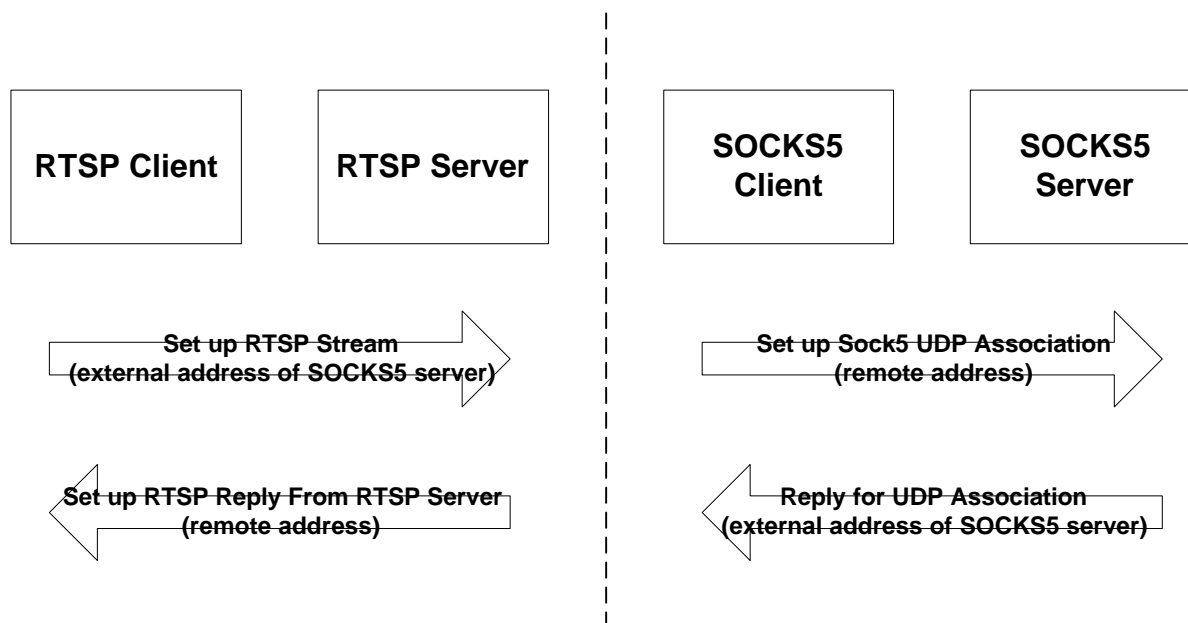 RTSP Client
RTSP Server
SOCKS5
Client
SOCKS5
Server
Set up RTSP Stream
(external address of SOCKS5 server)
Set up Sock5 UDP Association
(remote address)
Set up RTSP Reply From RTSP Server
(remote address)
Reply for UDP Association
(external address of SOCKS5 server)